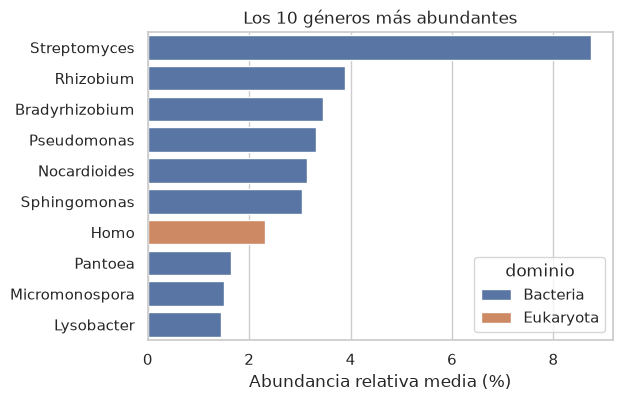 Los 10 géneros más abundantes
Streptomyces
Rhizobium
Bradyrhizobium
Pseudomonas
Nocardioides
Sphingomonas
Homo
Pantoea
Micromonospora
Lysobacter
dominio
Bacteria
Eukaryota
0 2 4 6 8
Abundancia relativa media (%)